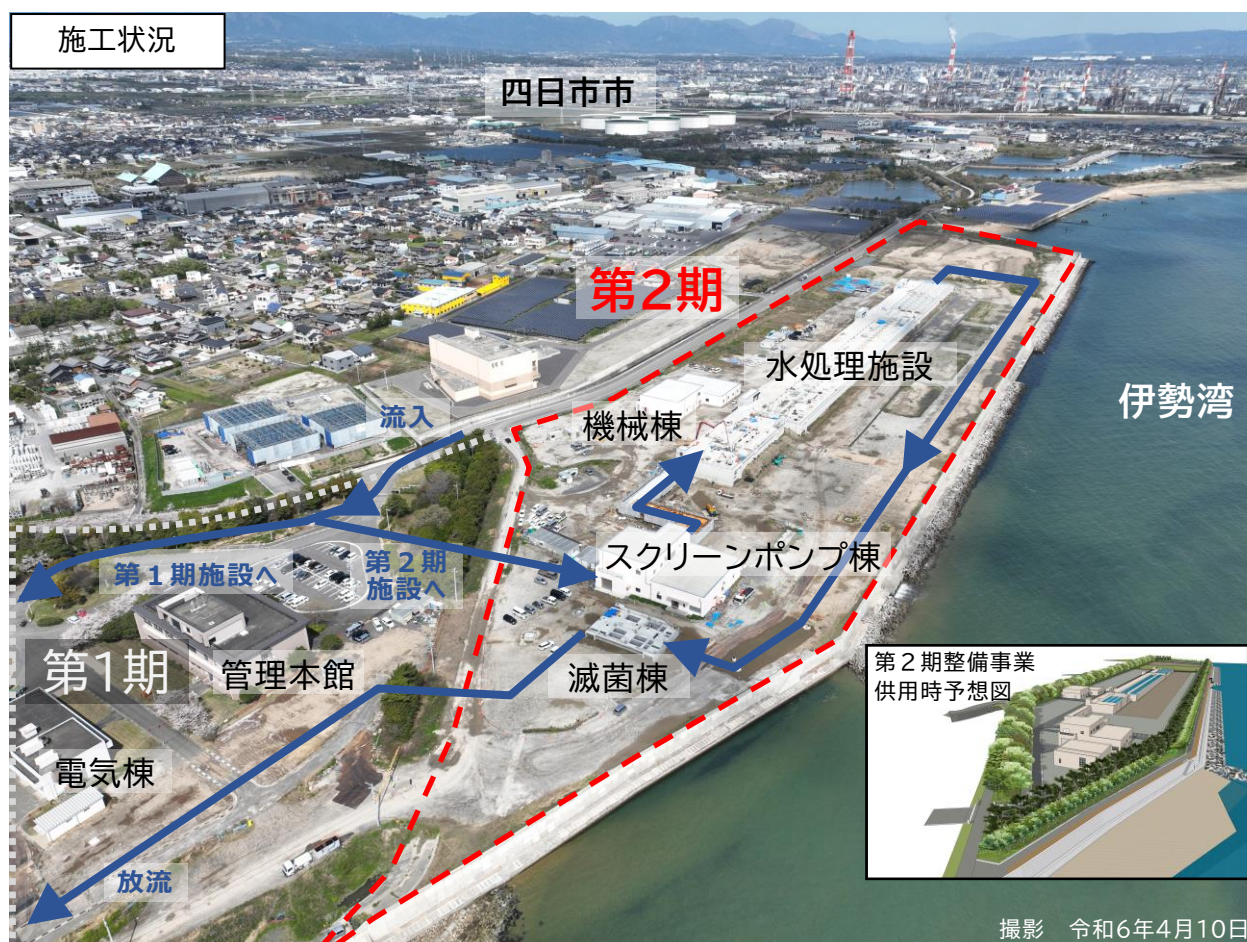 施工状況
四日市市
第2期
水処理施設
伊勢湾
機械棟
流入
スクリーンポンプ棟
第１期施設へ
第２期
施設へ
第1期
管理本館
滅菌棟
第２期整備事業
供用時予想図
電気棟
放流
撮影　令和6年4月10日